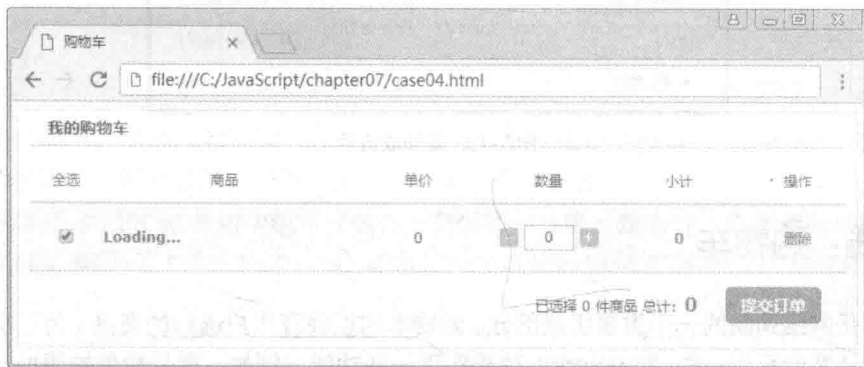 购物车
file:///C:/JavaScript/chapter07/case04.html
我的购物车
全选 商品 单价 数量 小计 操作
Loading... 0 - 0 + 0 删除
已选择 0 件商品 总计: 0 提交订单